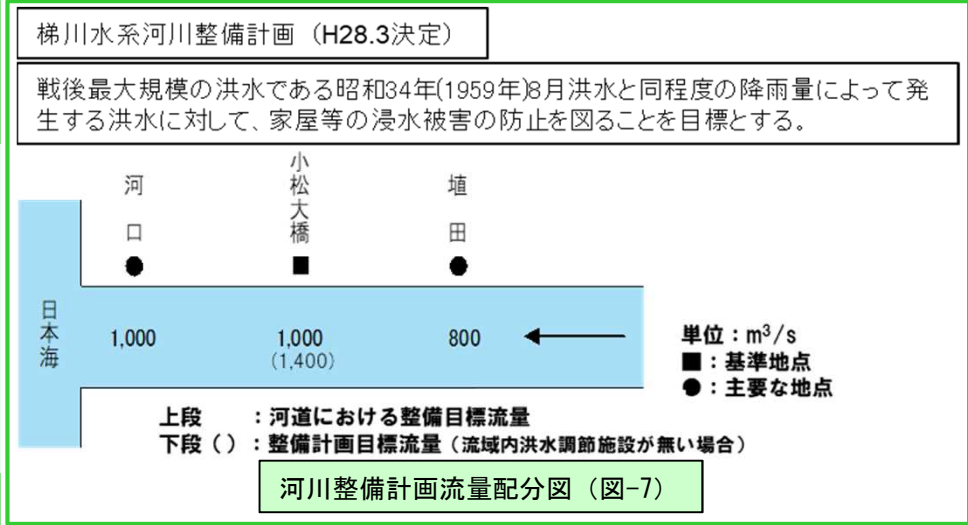 梯川水系河川整備計画（H28.3決定）
戦後最大規模の洪水である昭和34年(1959年)8月洪水と同程度の降雨量によって発
生する洪水に対して、家屋等の浸水被害の防止を図ることを目標とする。
河口
小松大橋
埴田
日本海
1,000
1,000
800
(1,400)
単位：m³/s
■：基準地点
●：主要な地点
上段　　：河道における整備目標流量
下段（）：整備計画目標流量（流域内洪水調節施設が無い場合）
河川整備計画流量配分図（図-7）